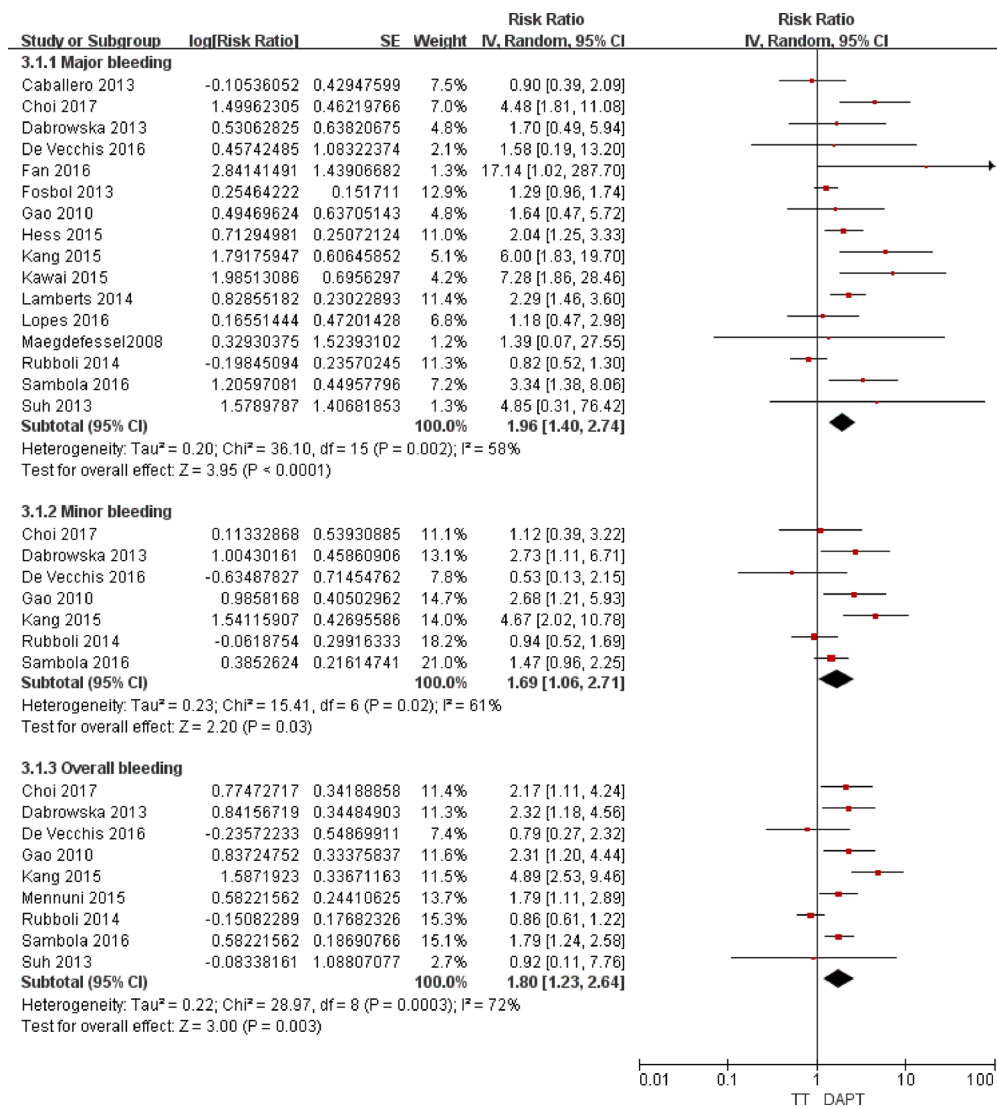 Risk Ratio Risk Ratio
Study or Subgroup log[Risk Ratio] SE Weight IV, Random, 95% CI IV, Random, 95% CI
3.1.1 Major bleeding
Caballero 2013 -0.10536052 0.42947599 7.5% 0.90 [0.39, 2.09]
Choi 2017 1.49962305 0.46219766 7.0% 4.48 [1.81, 11.08]
Dabrowska 2013 0.53062825 0.63820675 4.8% 1.70 [0.49, 5.94]
De Vecchis 2016 0.45742485 1.08322374 2.1% 1.58 [0.19, 13.20]
Fan 2016 2.84141491 1.43906682 1.3% 17.14 [1.02, 287.70]
Fosbol 2013 0.25464222 0.151711 12.9% 1.29 [0.96, 1.74]
Gao 2010 0.49469624 0.63705143 4.8% 1.64 [0.47, 5.72]
Hess 2015 0.71294981 0.25072124 11.0% 2.04 [1.25, 3.33]
Kang 2015 1.79175947 0.60645852 5.1% 6.00 [1.83, 19.70]
Kawai 2015 1.98513086 0.6956297 4.2% 7.28 [1.86, 28.46]
Lamberts 2014 0.82855182 0.23022893 11.4% 2.29 [1.46, 3.60]
Lopes 2016 0.16551444 0.47201428 6.8% 1.18 [0.47, 2.98]
Maegdefessel2008 0.32930375 1.52393102 1.2% 1.39 [0.07, 27.55]
Rubboli 2014 -0.19845094 0.23570245 11.3% 0.82 [0.52, 1.30]
Sambola 2016 1.20597081 0.44957796 7.2% 3.34 [1.38, 8.06]
Suh 2013 1.5789787 1.40681853 1.3% 4.85 [0.31, 76.42]
Subtotal (95% CI) 100.0% 1.96 [1.40, 2.74]
Heterogeneity: Tau² = 0.20; Chi² = 36.10, df = 15 (P = 0.002); I² = 58%
Test for overall effect: Z = 3.95 (P < 0.0001)
3.1.2 Minor bleeding
Choi 2017 0.11332868 0.53930885 11.1% 1.12 [0.39, 3.22]
Dabrowska 2013 1.00430161 0.45860906 13.1% 2.73 [1.11, 6.71]
De Vecchis 2016 -0.63487827 0.71454762 7.8% 0.53 [0.13, 2.15]
Gao 2010 0.9858168 0.40502962 14.7% 2.68 [1.21, 5.93]
Kang 2015 1.54115907 0.42695586 14.0% 4.67 [2.02, 10.78]
Rubboli 2014 -0.0618754 0.29916333 18.2% 0.94 [0.52, 1.69]
Sambola 2016 0.3852624 0.21614741 21.0% 1.47 [0.96, 2.25]
Subtotal (95% CI) 100.0% 1.69 [1.06, 2.71]
Heterogeneity: Tau² = 0.23; Chi² = 15.41, df = 6 (P = 0.02); I² = 61%
Test for overall effect: Z = 2.20 (P = 0.03)
3.1.3 Overall bleeding
Choi 2017 0.77472717 0.34188858 11.4% 2.17 [1.11, 4.24]
Dabrowska 2013 0.84156719 0.34484903 11.3% 2.32 [1.18, 4.56]
De Vecchis 2016 -0.23572233 0.54869911 7.4% 0.79 [0.27, 2.32]
Gao 2010 0.83724752 0.33375837 11.6% 2.31 [1.20, 4.44]
Kang 2015 1.5871923 0.33671163 11.5% 4.89 [2.53, 9.46]
Mennuni 2015 0.58221562 0.24410625 13.7% 1.79 [1.11, 2.89]
Rubboli 2014 -0.15082289 0.17682326 15.3% 0.86 [0.61, 1.22]
Sambola 2016 0.58221562 0.18690766 15.1% 1.79 [1.24, 2.58]
Suh 2013 -0.08338161 1.08807077 2.7% 0.92 [0.11, 7.76]
Subtotal (95% CI) 100.0% 1.80 [1.23, 2.64]
Heterogeneity: Tau² = 0.22; Chi² = 28.97, df = 8 (P = 0.0003); I² = 72%
Test for overall effect: Z = 3.00 (P = 0.003)
0.01 0.1 1 10 100
TT DAPT